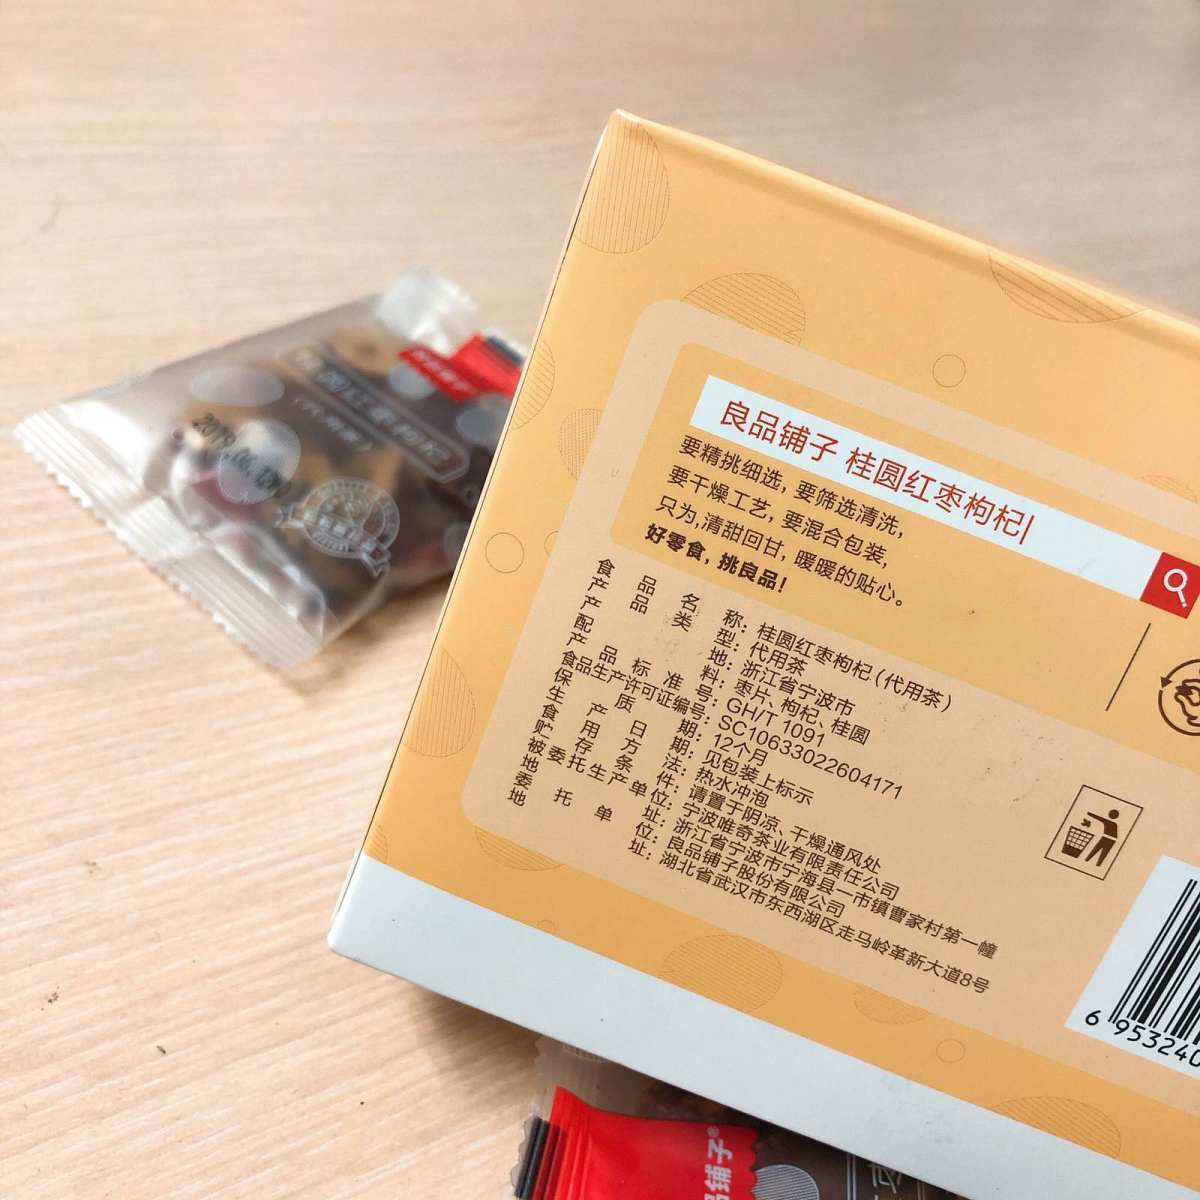 良品铺子 桂圆红枣枸杞
要精挑细选, 要筛选清洗,
要干燥工艺, 要混合包装,
只为,清甜回甘, 暖暖的贴心。
好零食, 挑良品!
食品名称: 桂圆红枣枸杞(代用茶)
产品类型: 代用茶
产地: 浙江省宁波市
配料: 枣片、枸杞、桂圆
产品标准号: GH/T 1091
食品生产许可证编号: SC10633022604171
保质期: 12个月
生产日期: 见包装上标示
食用方法: 热水冲泡
贮存条件: 请置于阴凉、干燥通风处
被委托生产单位: 宁波唯奇茶业有限责任公司
地址: 浙江省宁波市宁海县一市镇曹家村第一幢
委托单位: 良品铺子股份有限公司
地址: 湖北省武汉市东西湖区走马岭革新大道8号
6 953240
品铺子®